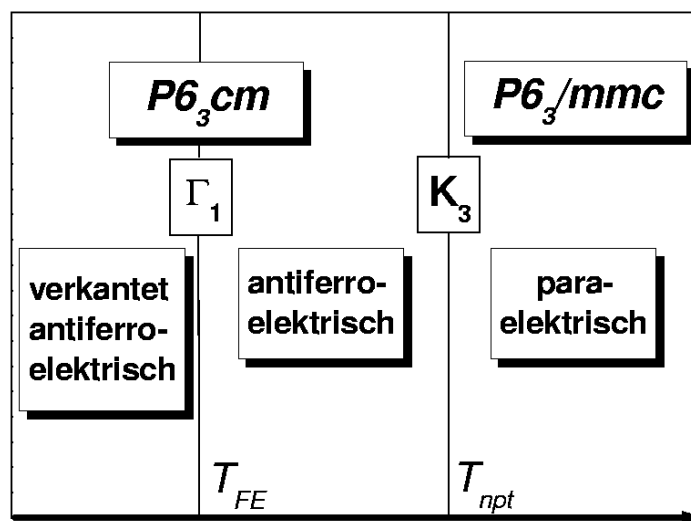 P6₃cm
P6₃/mmc
Γ₁
K₃
verkantet
antiferro-
elektrisch
antiferro-
elektrisch
para-
elektrisch
T_FE
T_npt